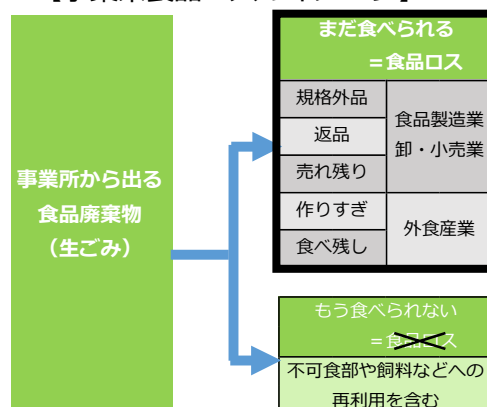 まだ食べられる
＝食品ロス
規格外品
返品
売れ残り
食品製造業
卸・小売業
作りすぎ
食べ残し
外食産業
事業所から出る
食品廃棄物
（生ごみ）
もう食べられない
＝食品ロス
不可食部や飼料などへの
再利用を含む